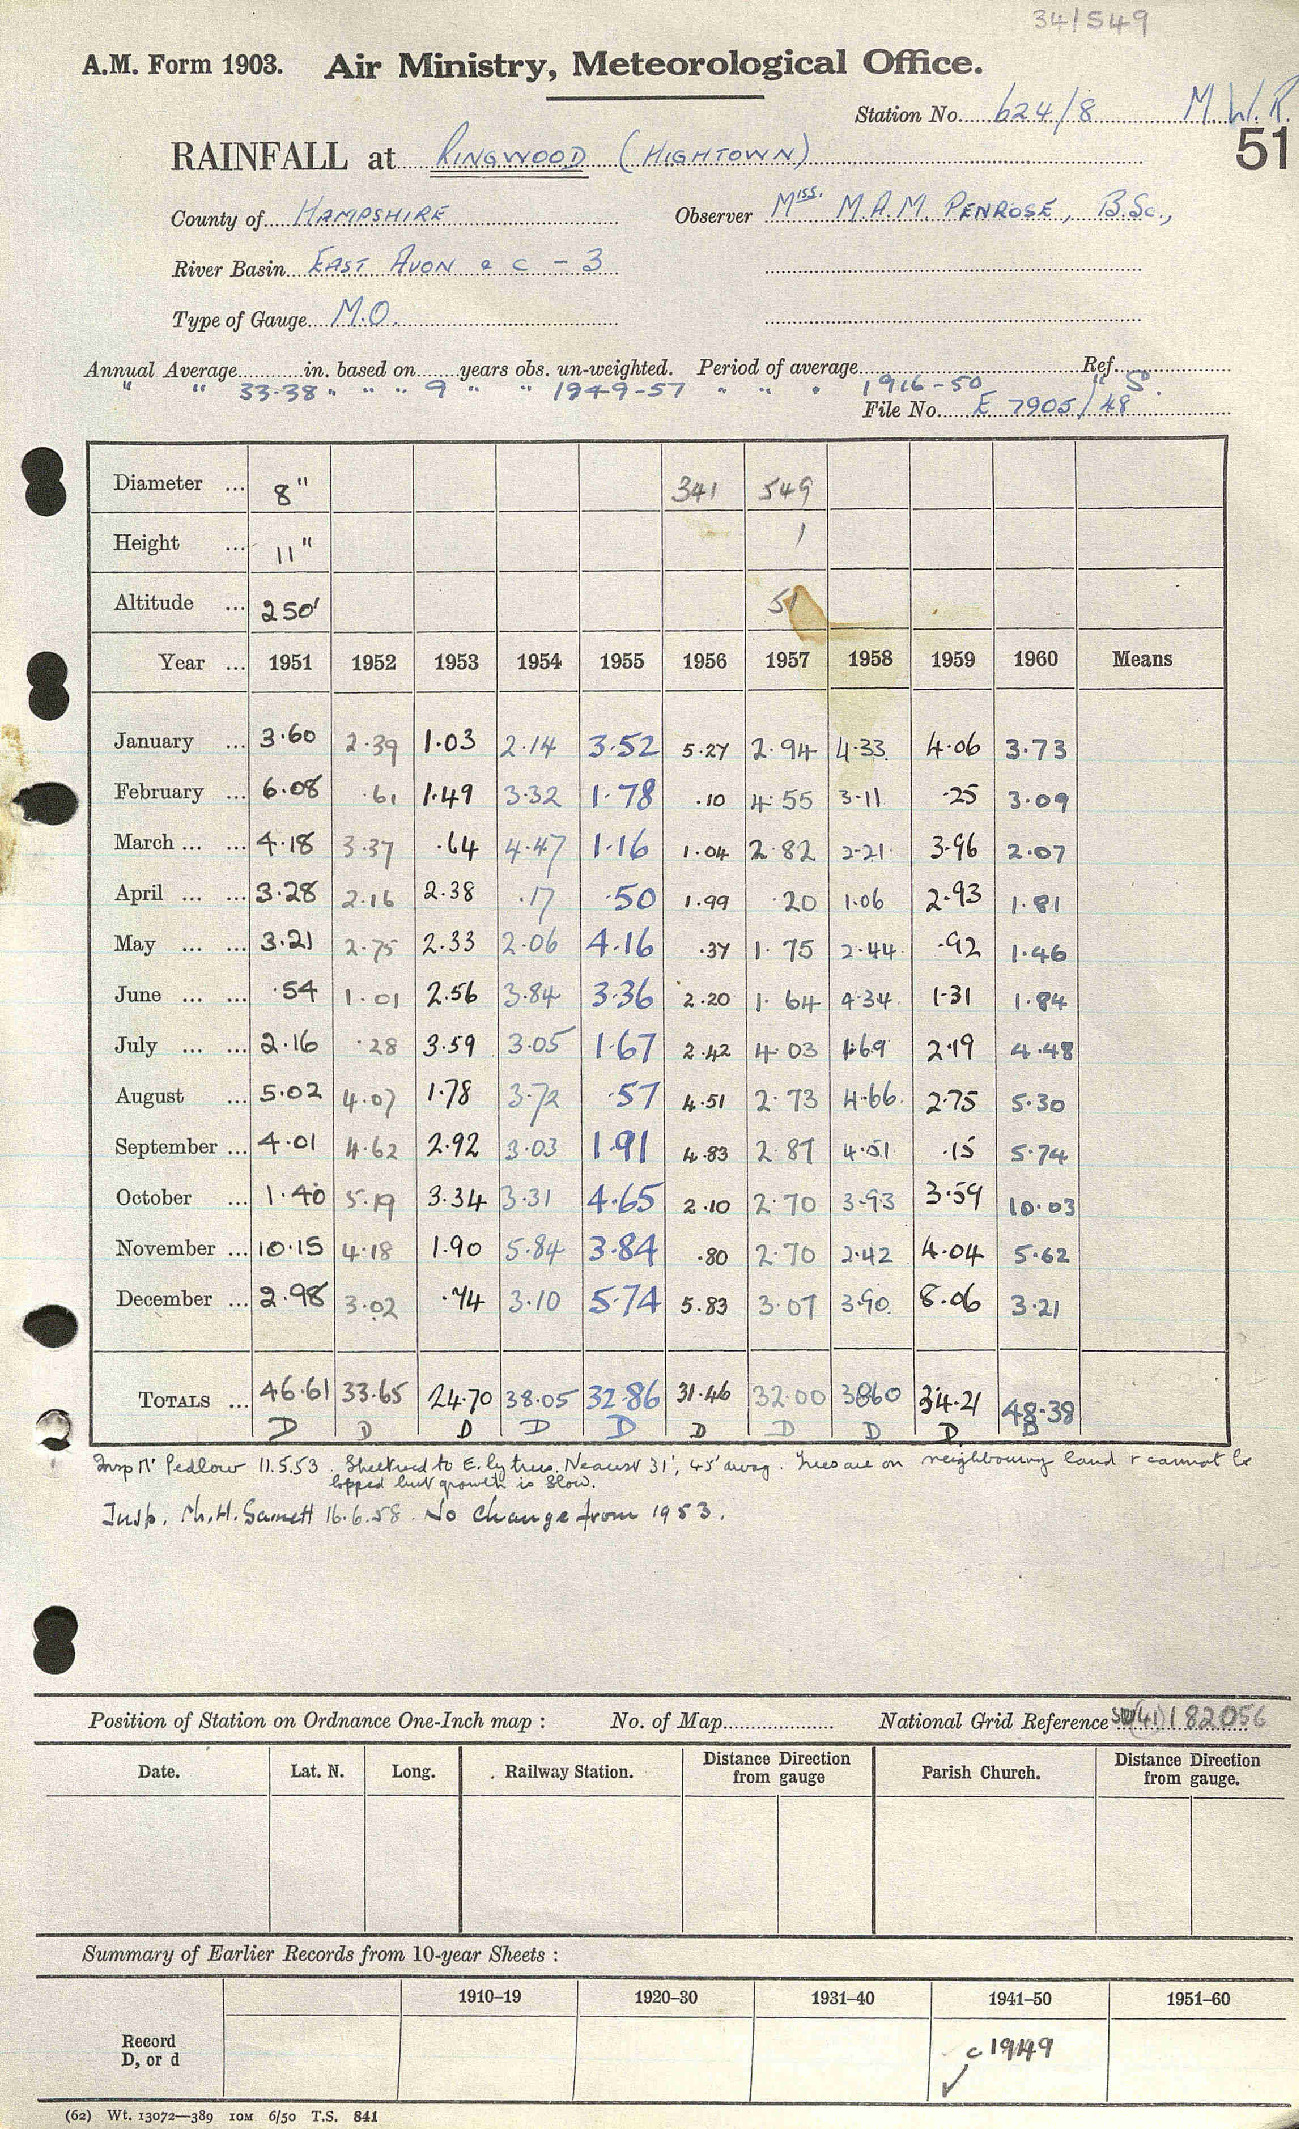 34/549
A.M. Form 1903. Air Ministry, Meteorological Office.
Station No. 624/8 M.W.R.
51
RAINFALL at RINGWOOD (HIGHTOWN)
County of HAMPSHIRE Observer Miss. M.A.M. PENROSE, B.Sc.,
River Basin EAST AVON & C - 3
Type of Gauge M.O.
Annual Average in. based on years obs. un-weighted. Period of average Ref.
" " 33.38 " " " 9 " " 1949-57 " " " 1916-50 " S.
File No. E 7905/48
Diameter ... 8" 341 549
Height ... 11" 1
Altitude ... 250' 51
Year ... 1951 1952 1953 1954 1955 1956 1957 1958 1959 1960 Means
January ... 3.60 2.39 1.03 2.14 3.52 5.27 2.94 4.33 4.06 3.73
February ... 6.08 .61 1.49 3.32 1.78 .10 4.55 3.11 .25 3.09
March ... ... 4.18 3.37 .64 4.47 1.16 1.04 2.82 2.21 3.96 2.07
April ... ... 3.28 2.16 2.38 .17 .50 1.99 .20 1.06 2.93 1.81
May ... ... 3.21 2.75 2.33 2.06 4.16 .37 1.75 2.44 .92 1.46
June ... ... .54 1.01 2.56 3.84 3.36 2.20 1.64 4.34 1.31 1.84
July ... ... 2.16 .28 3.59 3.05 1.67 2.42 4.03 1.69 2.19 4.48
August ... 5.02 4.07 1.78 3.72 .57 4.51 2.73 4.66 2.75 5.30
September ... 4.01 4.62 2.92 3.03 1.91 4.83 2.87 4.51 .15 5.74
October ... 1.40 5.19 3.34 3.31 4.65 2.10 2.70 3.93 3.59 10.03
November ... 10.15 4.18 1.90 5.84 3.84 .80 2.70 2.42 4.04 5.62
December ... 2.98 3.02 .74 3.10 5.74 5.83 3.07 3.90 8.06 3.21
TOTALS ... 46.61 33.65 24.70 38.05 32.86 31.46 32.00 38.60 34.21 48.38
D D D D D D D D D D
Insp Mr Pedlow 11.5.53. Sheltered to E. by trees. Nearest 31', 45' away. Trees are on neighbouring land & cannot be
lopped but growth is slow.
Insp. M.H. Garnett 16.6.58. No change from 1953.
Position of Station on Ordnance One-Inch map : No. of Map National Grid Reference (41) 182056
Date. Lat. N. Long. Railway Station. Distance from gauge Direction Parish Church. Distance from gauge. Direction
Summary of Earlier Records from 10-year Sheets :
1910-19 1920-30 1931-40 1941-50 1951-60
Record D, or d c 1949 ✓
(62) Wt. 13072—389 10M 6/50 T.S. 841